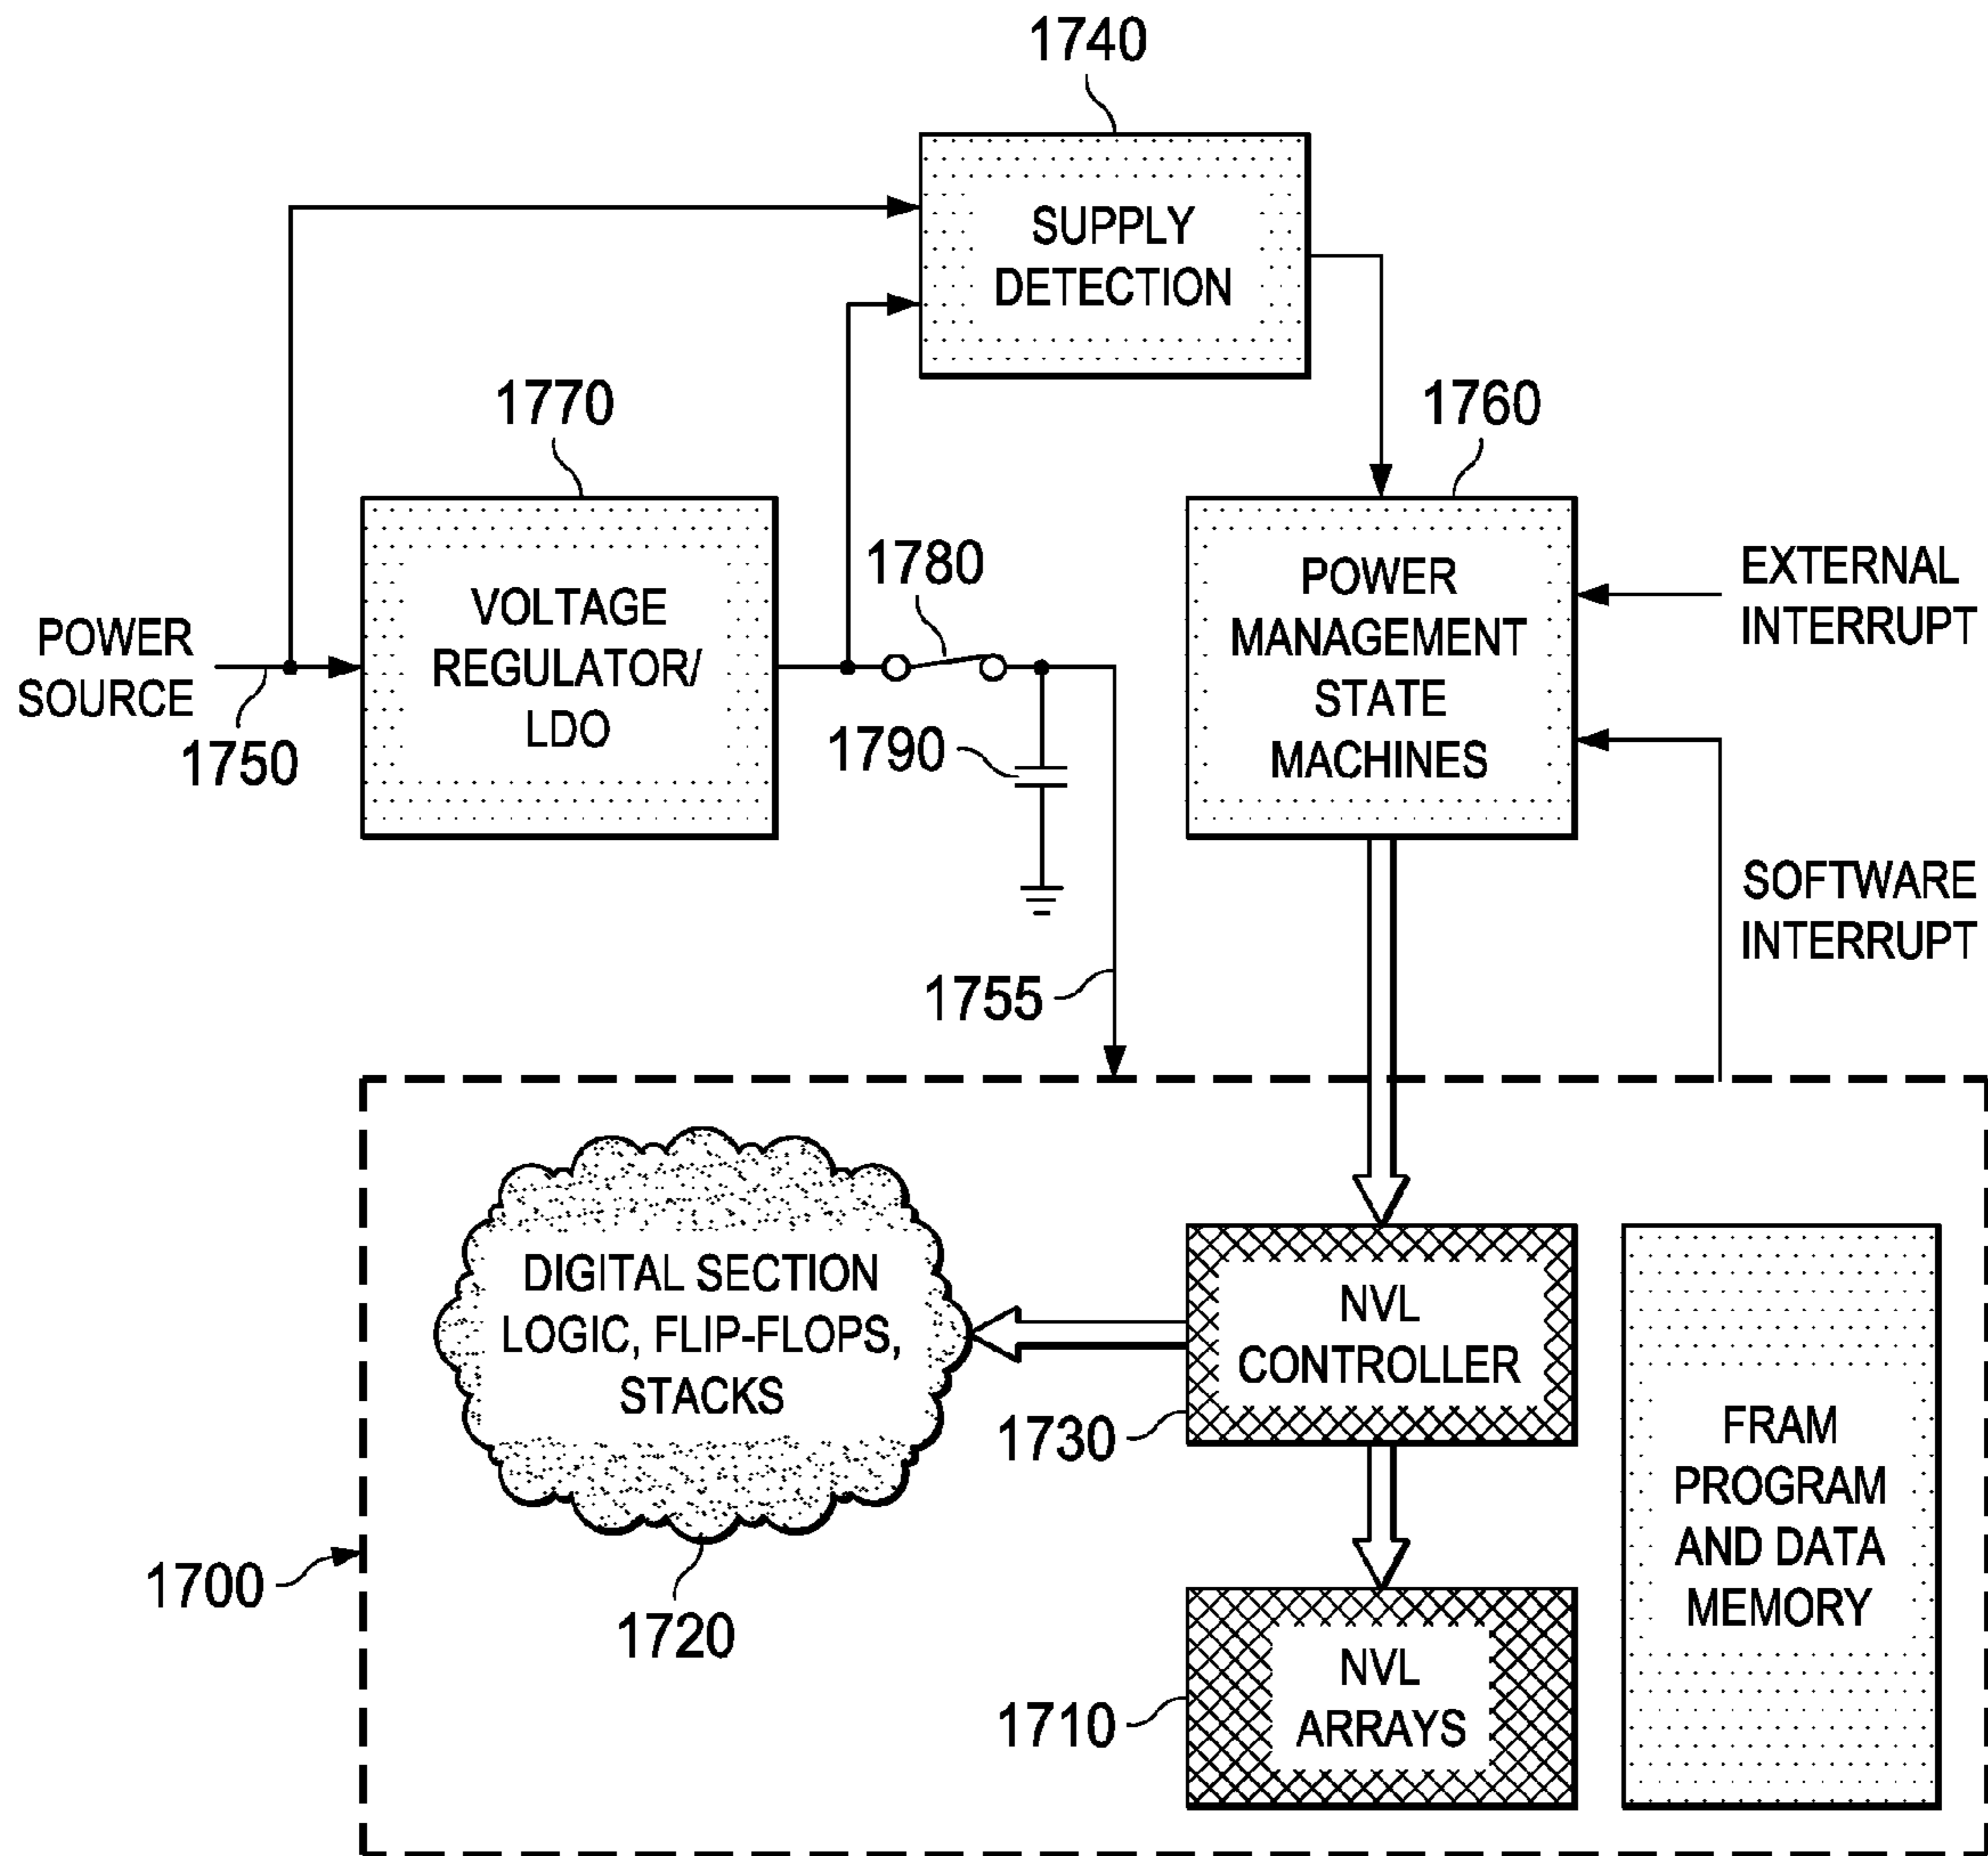 1740
SUPPLY
DETECTION
1770
1760
1780
VOLTAGE
REGULATOR/
LDO
POWER
SOURCE
1750
1790
POWER
MANAGEMENT
STATE
MACHINES
EXTERNAL
INTERRUPT
SOFTWARE
INTERRUPT
1755
DIGITAL SECTION
LOGIC, FLIP-FLOPS,
STACKS
NVL
CONTROLLER
1730
FRAM
PROGRAM
AND DATA
MEMORY
1700
1720
NVL
ARRAYS
1710